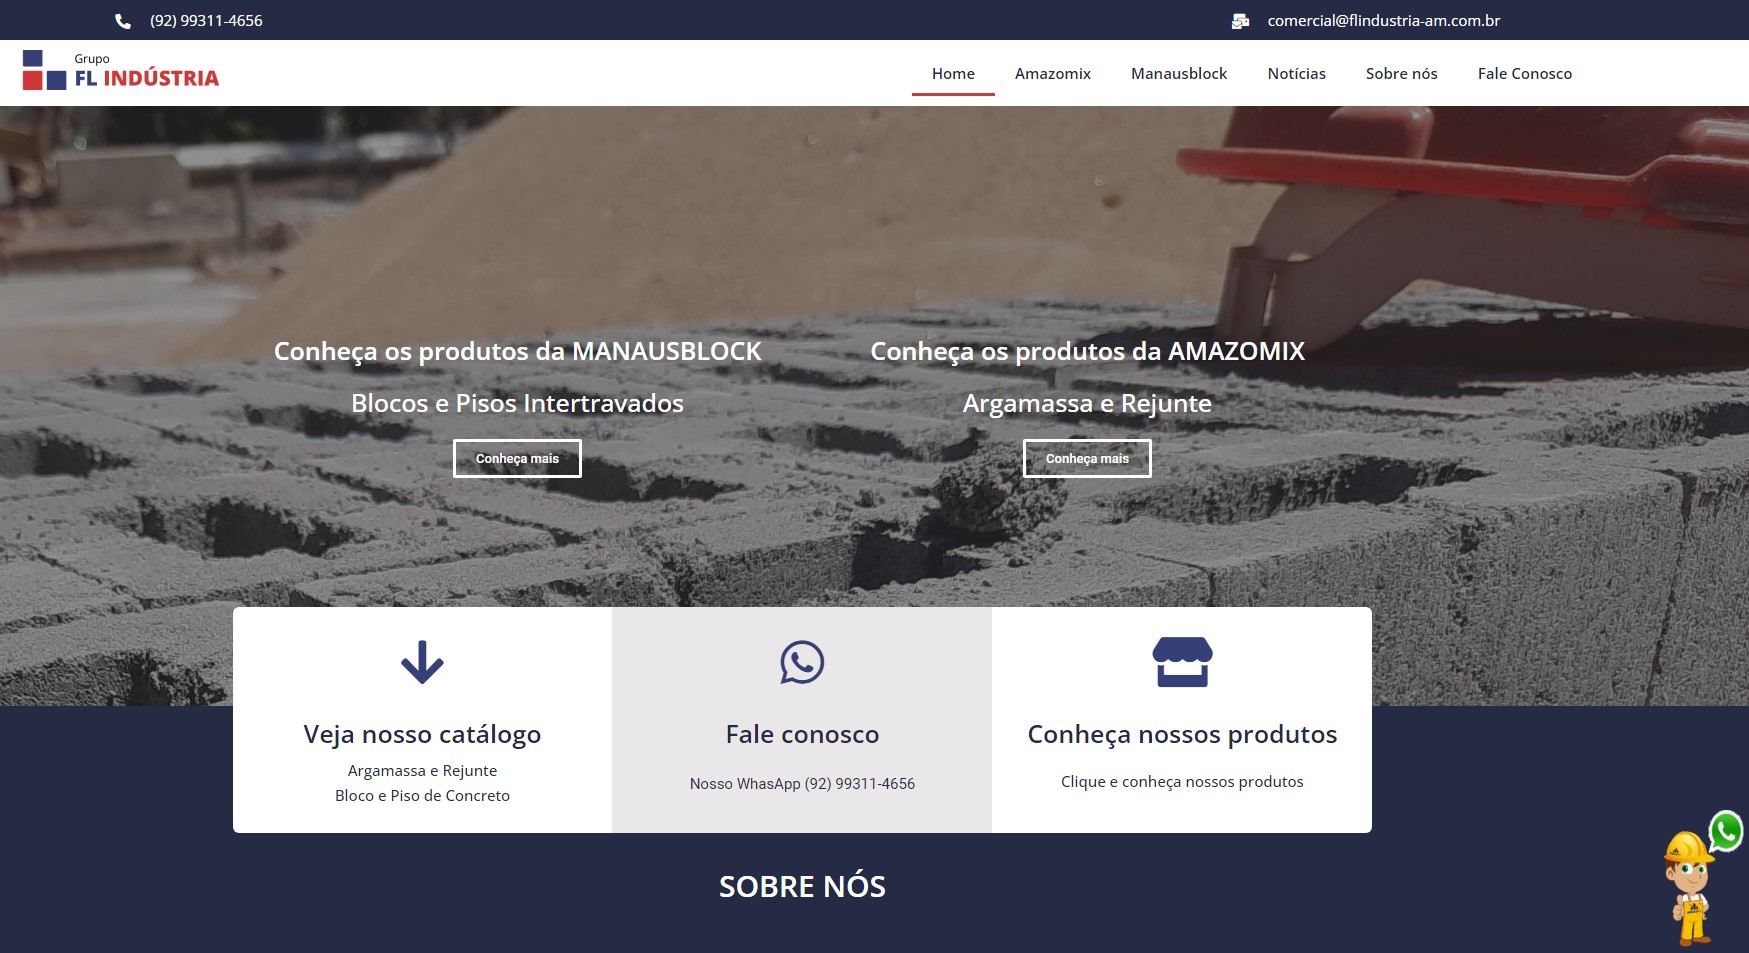 (92) 99311-4656
comercial@flindustria-am.com.br
Grupo
FL INDÚSTRIA
Home
Amazomix
Manausblock
Notícias
Sobre nós
Fale Conosco
Conheça os produtos da MANAUSBLOCK
Blocos e Pisos Intertravados
Conheça mais
Conheça os produtos da AMAZOMIX
Argamassa e Rejunte
Conheça mais
Veja nosso catálogo
Argamassa e Rejunte
Bloco e Piso de Concreto
Fale conosco
Nosso WhasApp (92) 99311-4656
Conheça nossos produtos
Clique e conheça nossos produtos
SOBRE NÓS